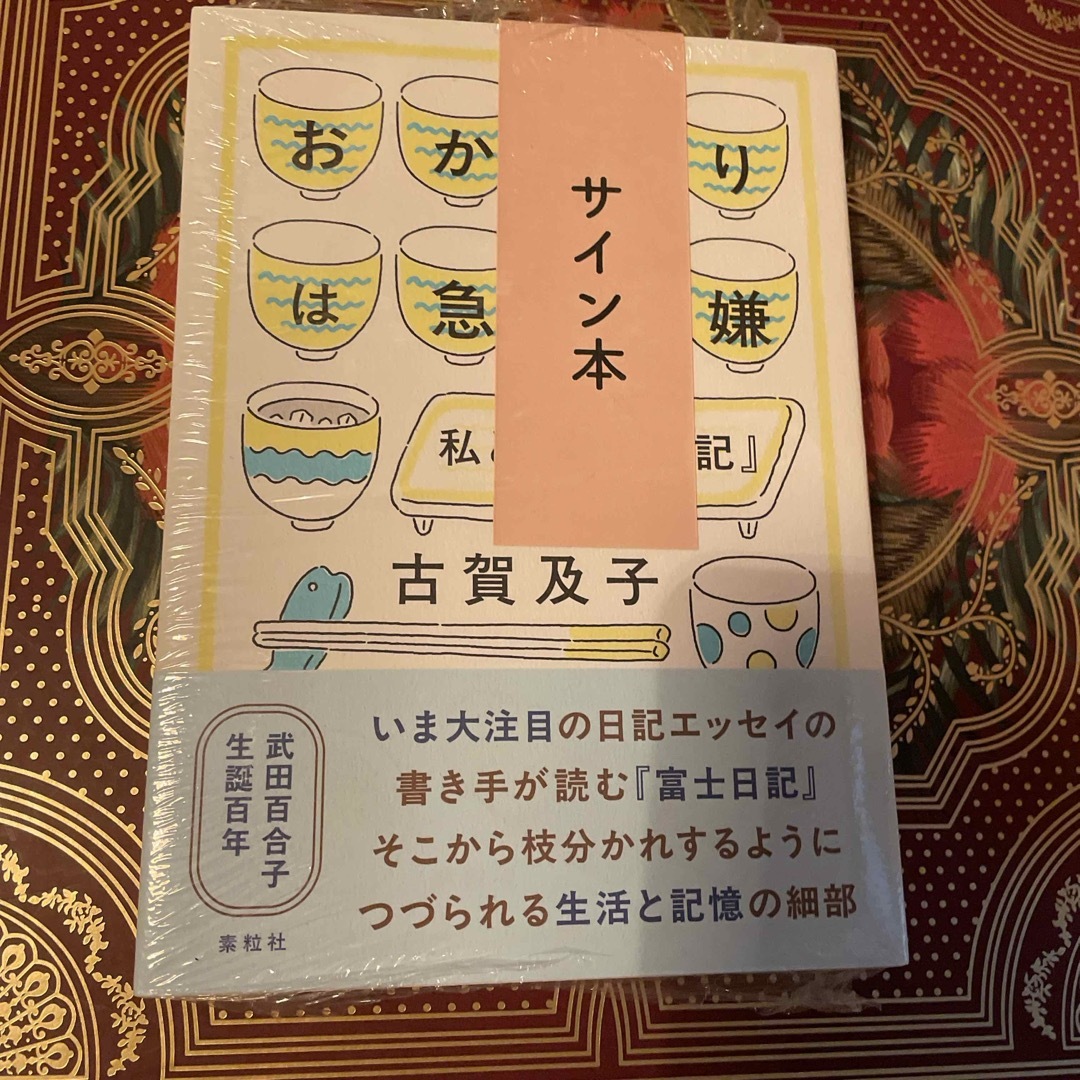 おか り
は急 嫌
サイン本
私 記』
古賀及子
いま大注目の日記エッセイの
書き手が読む『富士日記』
そこから枝分かれするように
つづられる生活と記憶の細部
武田百合子
生誕百年
素粒社